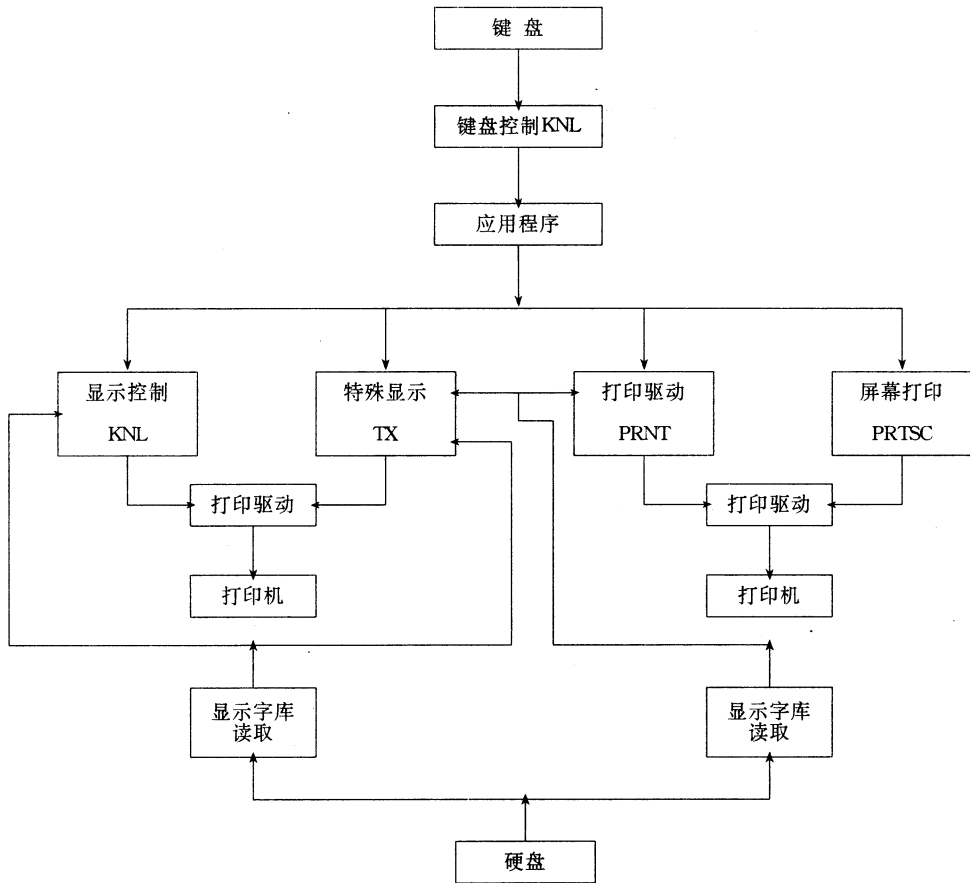 键 盘
键盘控制KNL
应用程序
显示控制
KNL
特殊显示
TX
打印驱动
PRNT
屏幕打印
PRTSC
打印驱动
打印驱动
打印机
打印机
显示字库
读取
显示字库
读取
硬盘